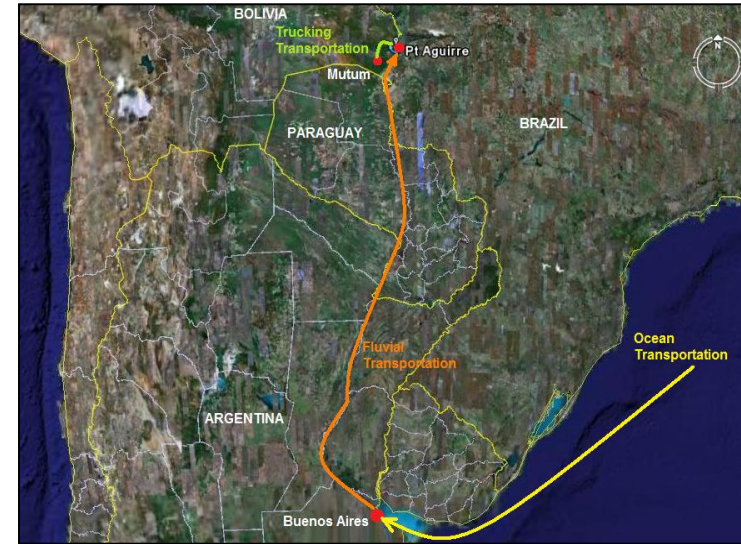 BOLIVIA
Trucking
Transportation
Pt Aguirre
N
Mutum
PARAGUAY
BRAZIL
Ocean
Transportation
Fluvial
Transportation
ARGENTINA
Buenos Aires